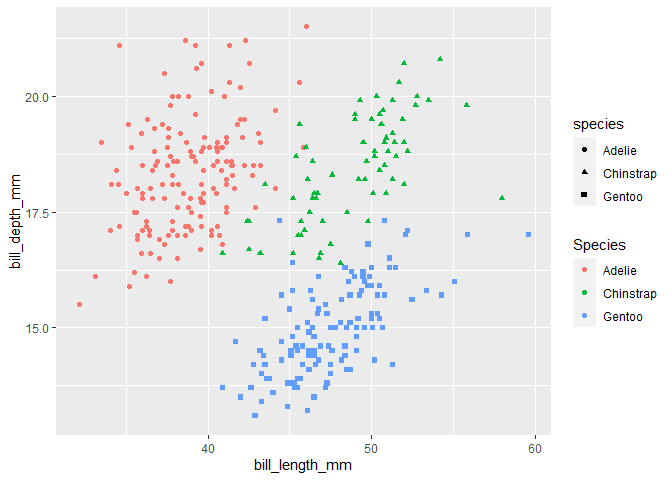 20.0
17.5
15.0
bill_depth_mm
40
50
60
bill_length_mm
species
Adelie
Chinstrap
Gentoo
Species
Adelie
Chinstrap
Gentoo